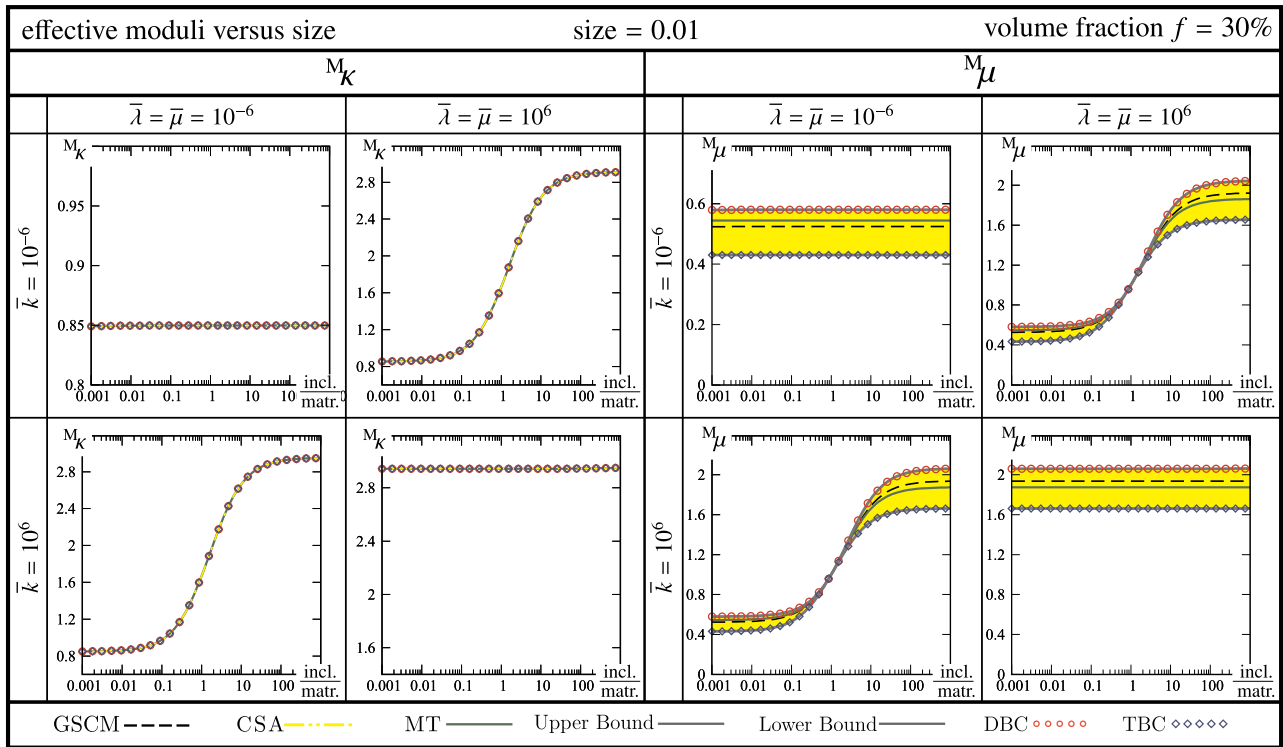 effective moduli versus size size = 0.01 volume fraction f = 30%
ᴹκ ᴹμ
λ̅ = μ̅ = 10⁻⁶ λ̅ = μ̅ = 10⁶ λ̅ = μ̅ = 10⁻⁶ λ̅ = μ̅ = 10⁶
k̅ = 10⁻⁶
ᴹκ
0.95
0.9
0.85
0.8
0.001 0.01 0.1 1 10 10 0
incl.
matr.
ᴹκ
2.8
2.4
2
1.6
1.2
0.8
0.001 0.01 0.1 1 10 100
incl.
matr.
k̅ = 10⁻⁶
ᴹμ
0.6
0.4
0.2
0
0.001 0.01 0.1 1 10 100
incl.
matr.
ᴹμ
2
1.6
1.2
0.8
0.4
0
0.001 0.01 0.1 1 10 100
incl.
matr.
k̅ = 10⁶
ᴹκ
2.8
2.4
2
1.6
1.2
0.8
0.001 0.01 0.1 1 10 100
incl.
matr.
ᴹκ
2.8
2.4
2
1.6
0.001 0.01 0.1 1 10 100
incl.
matr.
k̅ = 10⁶
ᴹμ
2
1.6
1.2
0.8
0.4
0
0.001 0.01 0.1 1 10 100
incl.
matr.
ᴹμ
2
1.6
1.2
0.8
0.4
0
0.001 0.01 0.1 1 10 100
incl.
matr.
GSCM CSA MT Upper Bound Lower Bound DBC TBC